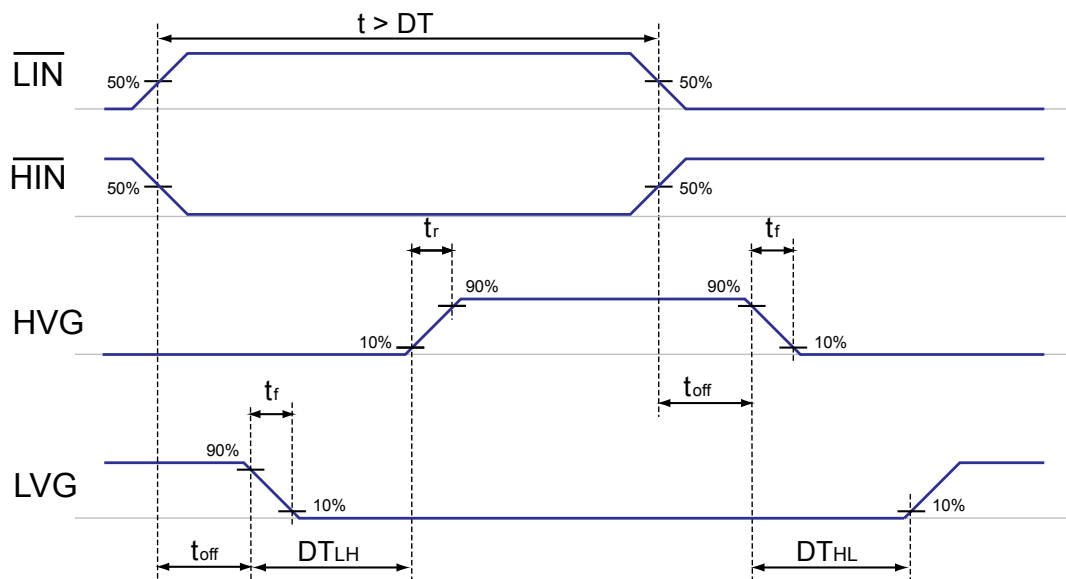 t > DT
LIN
50%
50%
HIN
50%
50%
tr
tf
HVG
90%
90%
10%
10%
tf
toff
LVG
90%
10%
10%
toff
DTLH
DTHL